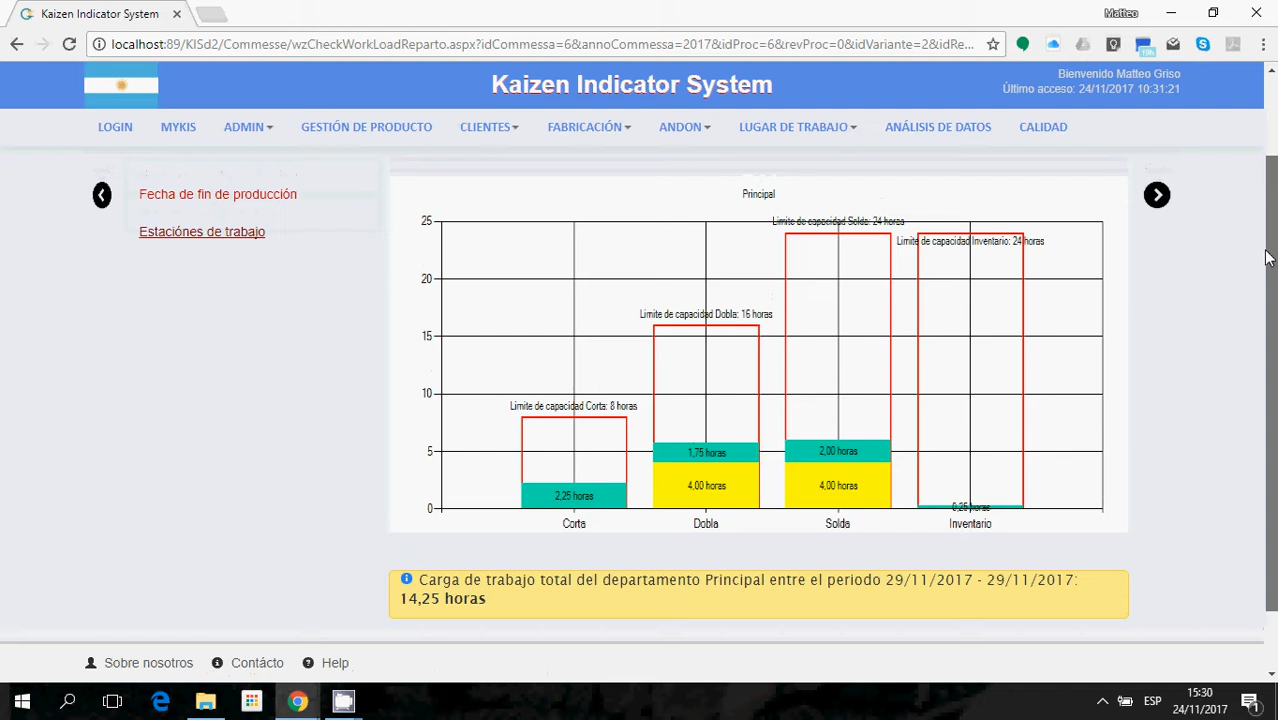 Kaizen Indicator System
Matteo
localhost:89/KISd2/Commesse/wzCheckWorkLoadReparto.aspx?idCommessa=6&annoCommessa=2017&idProc=6&revProc=0&idVariante=2&idRe...
Kaizen Indicator System
Bienvenido Matteo Griso
Último acceso: 24/11/2017 10:31:21
LOGIN MYKIS ADMIN GESTIÓN DE PRODUCTO CLIENTES FABRICACIÓN ANDON LUGAR DE TRABAJO ANÁLISIS DE DATOS CALIDAD
Fecha de fin de producción
Estaciónes de trabajo
Principal
25
20
15
10
5
0
Limite de capacidad Solda: 24 horas
Limite de capacidad Inventario: 24 horas
Limite de capacidad Dobla: 16 horas
Limite de capacidad Corta: 8 horas
1,75 horas
2,00 horas
2,25 horas
4,00 horas
4,00 horas
0,25 horas
Corta Dobla Solda Inventario
Carga de trabajo total del departamento Principal entre el periodo 29/11/2017 - 29/11/2017:
14,25 horas
Sobre nosotros Contácto Help
ESP
15:30
24/11/2017
1